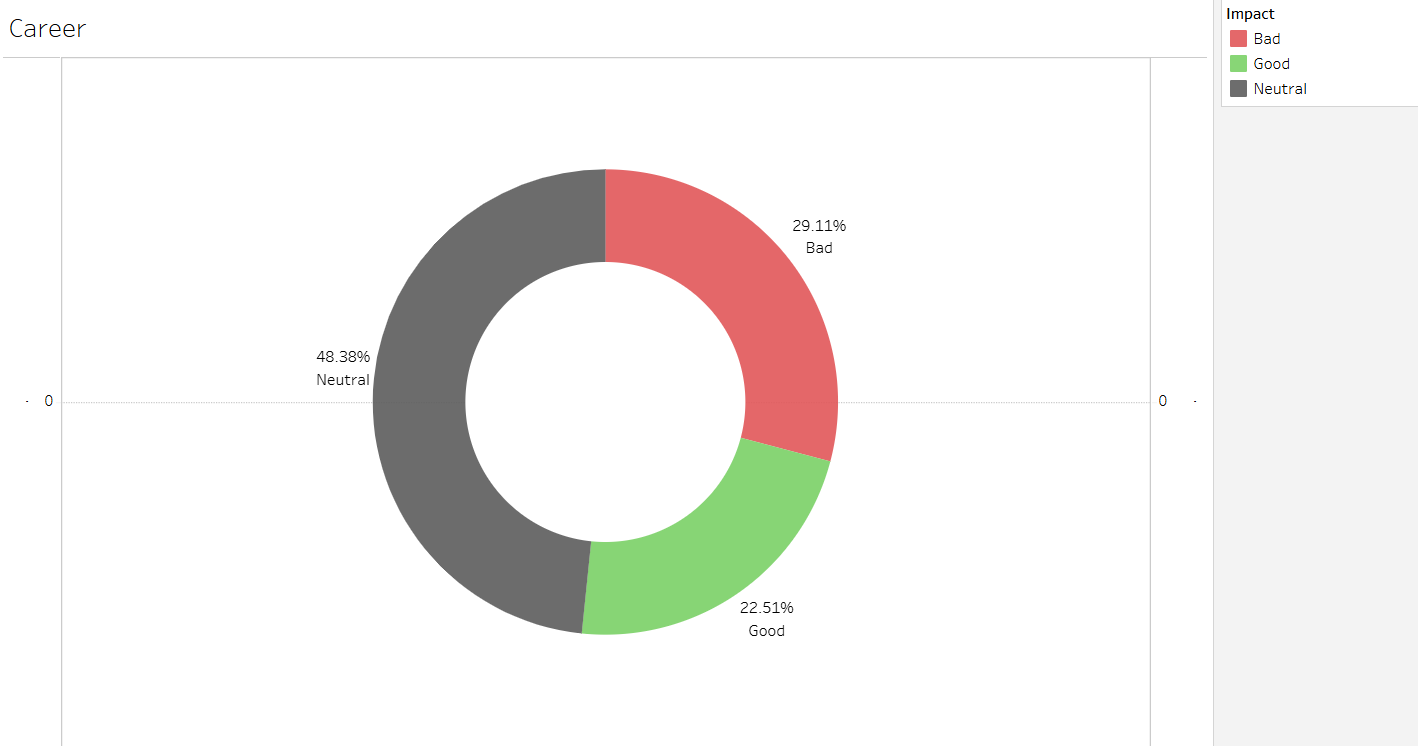 Career
Impact
Bad
Good
Neutral
29.11%
Bad
48.38%
Neutral
0
0
22.51%
Good